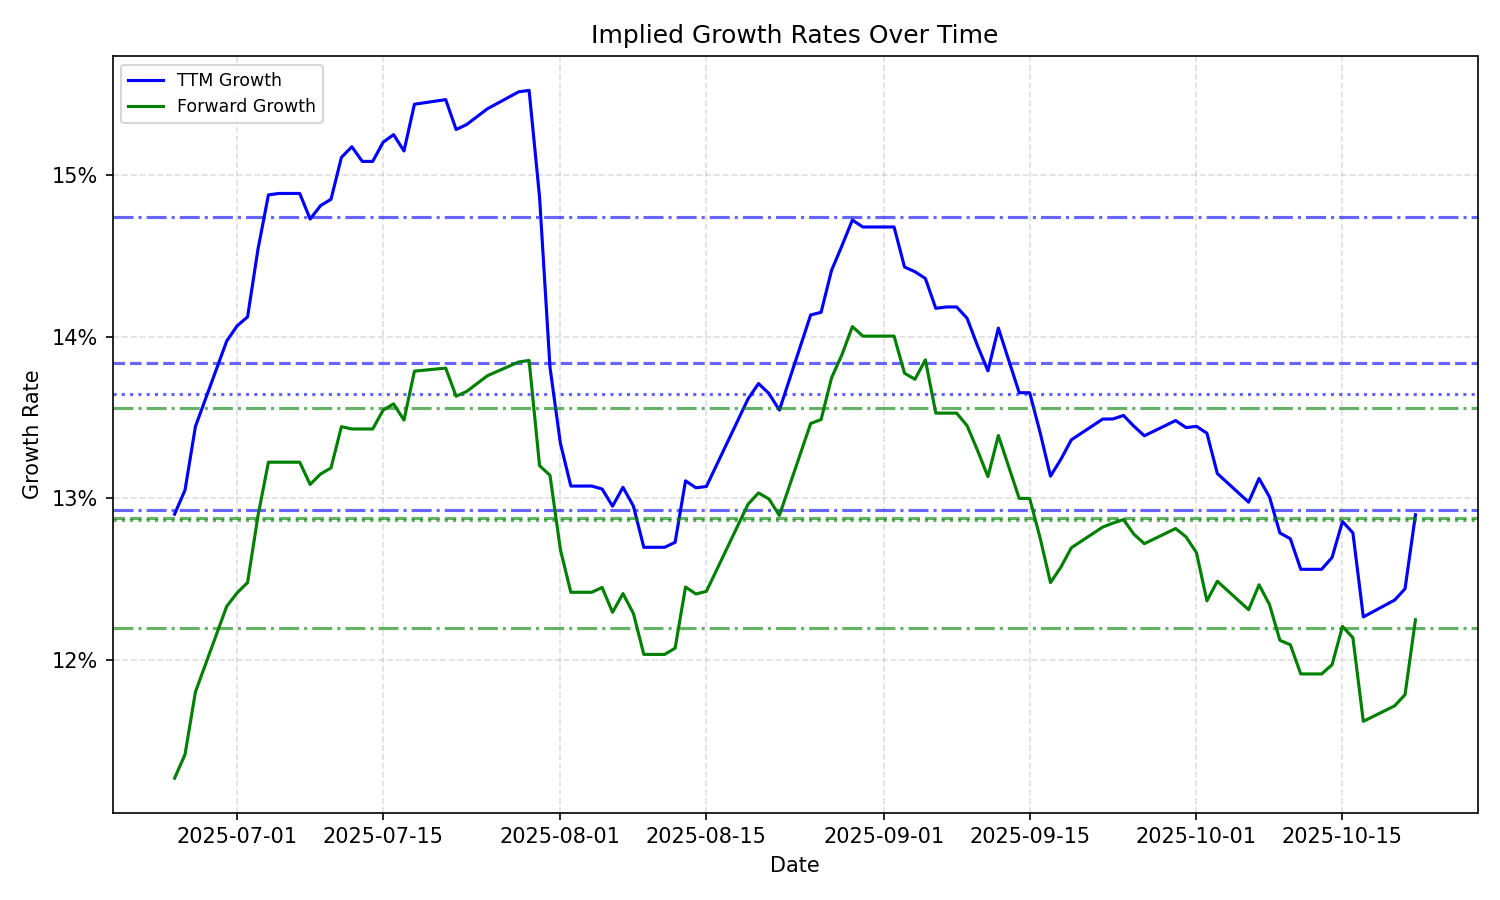 Implied Growth Rates Over Time
TTM Growth
Forward Growth
15%
14%
13%
12%
Growth Rate
2025-07-01 2025-07-15 2025-08-01 2025-08-15 2025-09-01 2025-09-15 2025-10-01 2025-10-15
Date